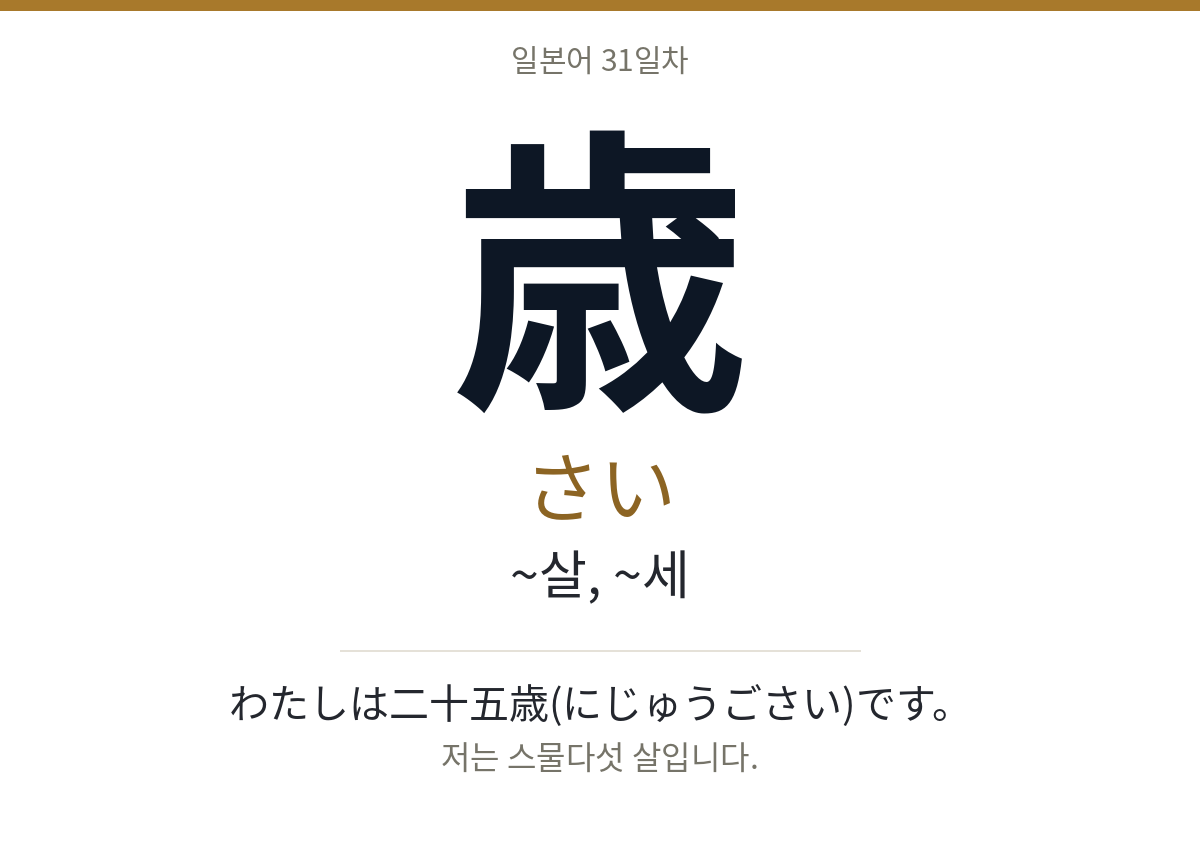 일본어 31일차
歳
さい
~살, ~세
わたしは二十五歳(にじゅうごさい)です。
저는 스물다섯 살입니다.